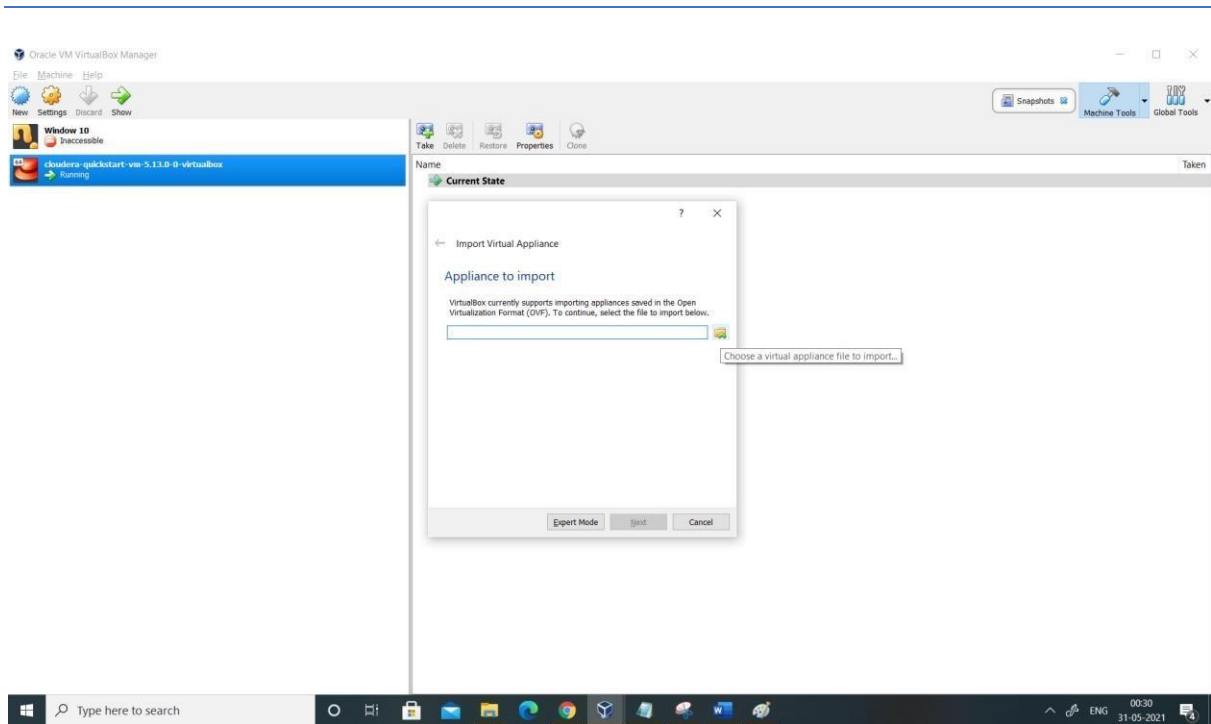 Oracle VM VirtualBox Manager
File Machine Help
New Settings Discard Show
Snapshots
Machine Tools
Global Tools
Window 10
Inaccessible
Take Delete Restore Properties Clone
cloudera-quickstart-vm-5.13.0-0-virtualbox
Running
Name Taken
Current State
?
Import Virtual Appliance
Appliance to import
VirtualBox currently supports importing appliances saved in the Open
Virtualization Format (OVF). To continue, select the file to import below.
Choose a virtual appliance file to import...
Expert Mode Next Cancel
Type here to search
ENG
00:30
31-05-2021
4